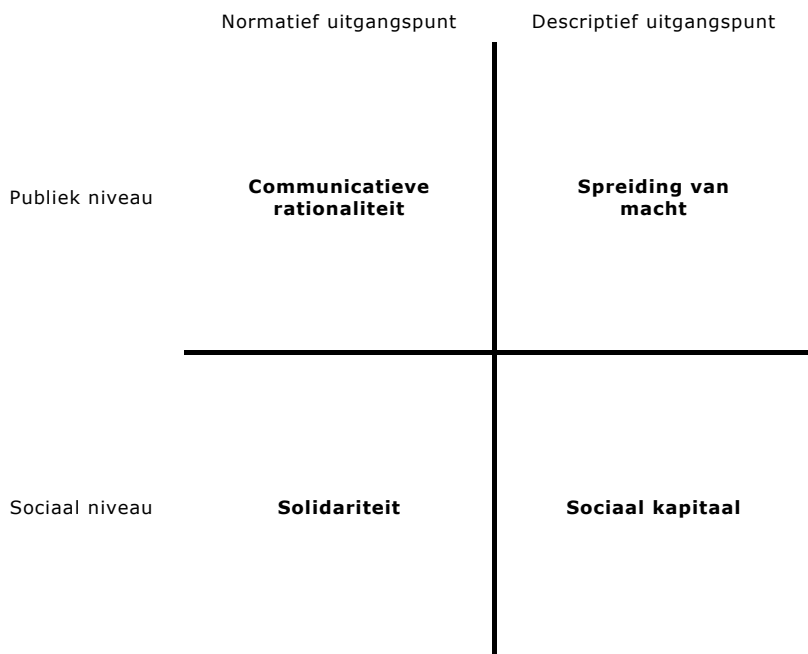 Normatief uitgangspunt
Descriptief uitgangspunt
Publiek niveau
Communicatieve
rationaliteit
Spreiding van
macht
Sociaal niveau
Solidariteit
Sociaal kapitaal